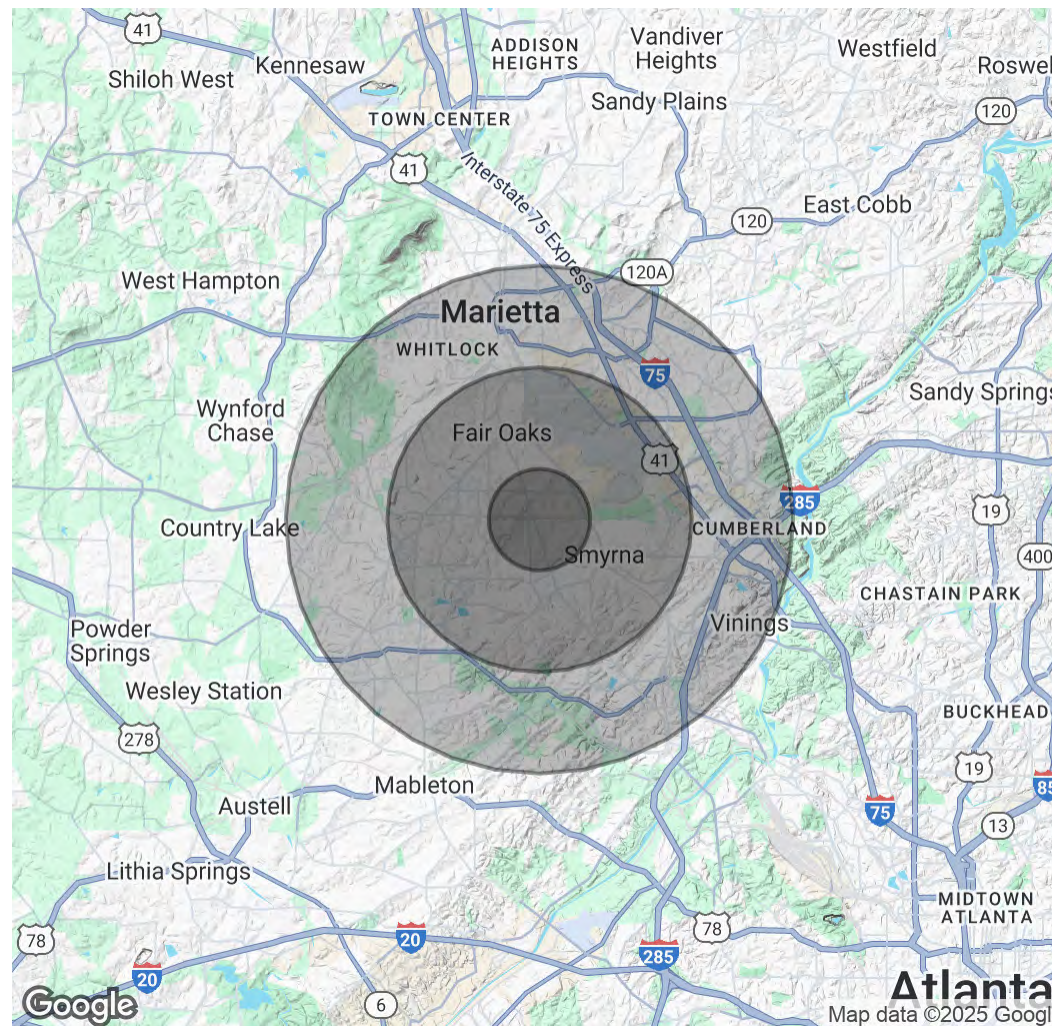 41
ADDISON
HEIGHTS
Vandiver
Heights
Westfield
Shiloh West
Kennesaw
Roswel
Sandy Plains
120
TOWN CENTER
41
Interstate 75 Express
120
East Cobb
West Hampton
120A
Marietta
WHITLOCK
75
Sandy Springs
Wynford
Chase
Fair Oaks
41
285
19
Country Lake
CUMBERLAND
Smyrna
400
CHASTAIN PARK
Powder
Springs
Vinings
Wesley Station
BUCKHEAD
278
19
Mableton
85
Austell
75
13
Lithia Springs
MIDTOWN
ATLANTA
78
20
78
285
20
6
Atlanta
Google
Map data ©2025 Googl